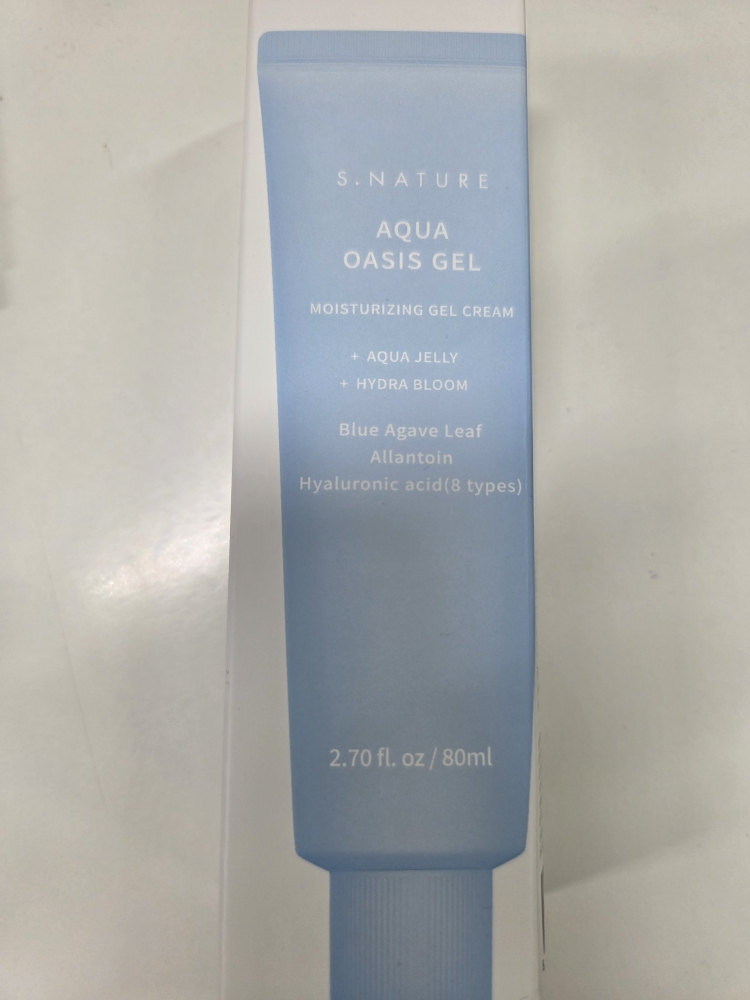 S.NATURE
AQUA
OASIS GEL
MOISTURIZING GEL CREAM
+ AQUA JELLY
+ HYDRA BLOOM
Blue Agave Leaf
Allantoin
Hyaluronic acid(8 types)
2.70 fl. oz / 80ml